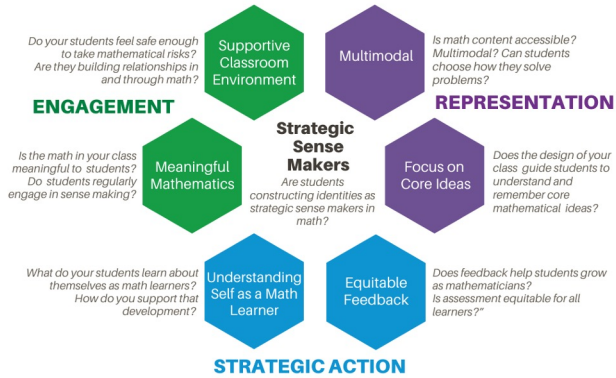 Do your students feel safe enough
to take mathematical risks?
Are they building relationships in
and through math?
Supportive
Classroom
Environment
Multimodal
Is math content accessible?
Multimodal? Can students
choose how they solve
problems?
ENGAGEMENT
REPRESENTATION
Is the math in your class
meaningful to students?
Do students regularly
engage in sense making?
Meaningful
Mathematics
Strategic
Sense
Makers
Are students
constructing identities as
strategic sense makers in
math?
Focus on
Core Ideas
Does the design of your
class guide students to
understand and
remember core
mathematical ideas?
What do your students learn about
themselves as math learners?
How do you support that
development?
Understanding
Self as a Math
Learner
Equitable
Feedback
Does feedback help students grow
as mathematicians?
Is assessment equitable for all
learners?”
STRATEGIC ACTION